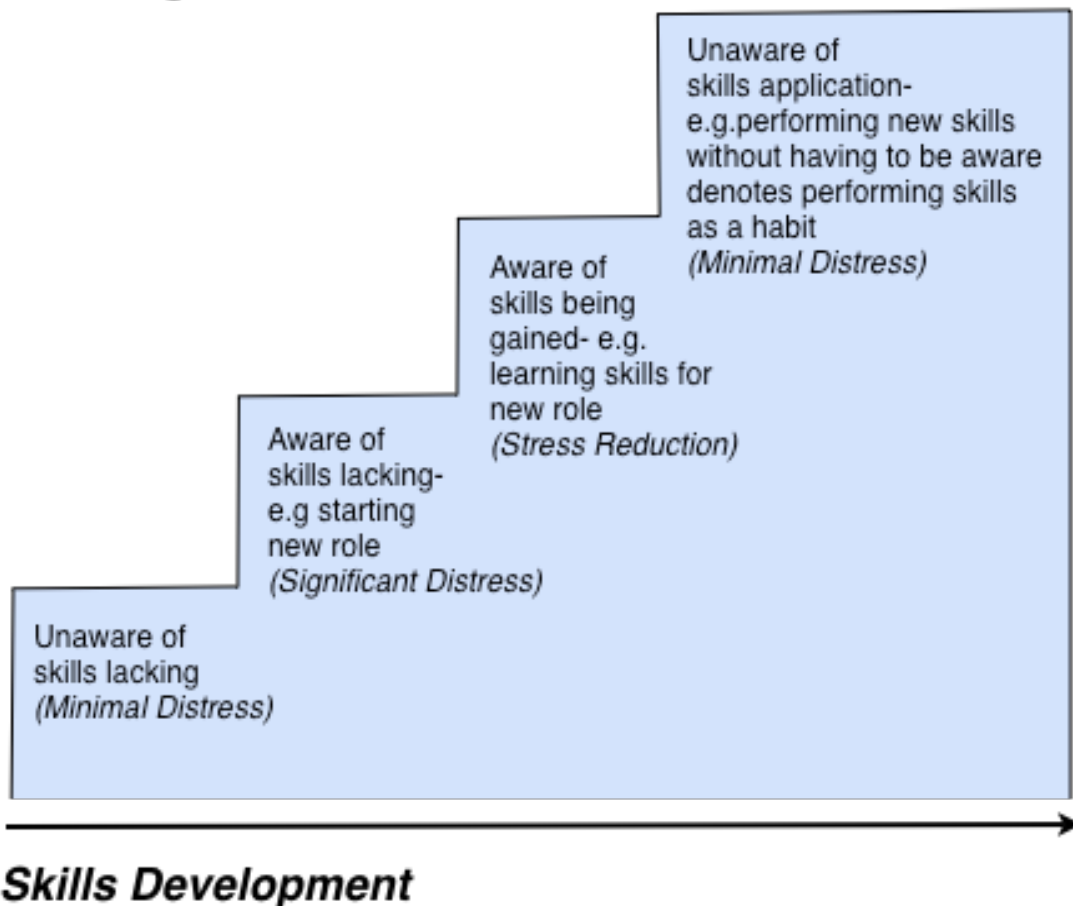 Unaware of
skills application-
e.g.performing new skills
without having to be aware
denotes performing skills
as a habit
(Minimal Distress)
Aware of
skills being
gained- e.g.
learning skills for
new role
(Stress Reduction)
Aware of
skills lacking-
e.g starting
new role
(Significant Distress)
Unaware of
skills lacking
(Minimal Distress)
Skills Development